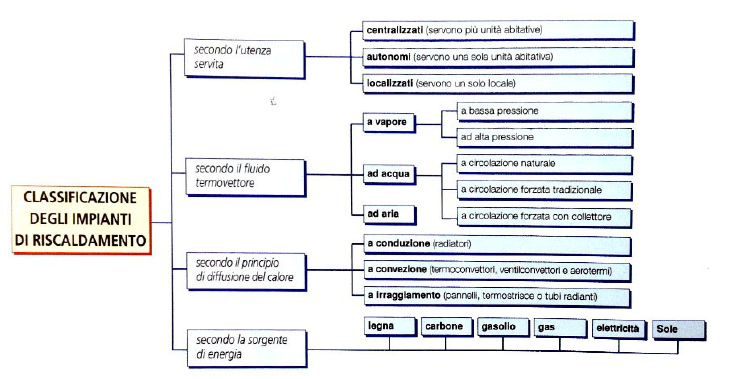 CLASSIFICAZIONE
DEGLI IMPIANTI
DI RISCALDAMENTO
secondo l'utenza
servita
centralizzati (servono più unità abitative)
autonomi (servono una sola unità abitativa)
localizzati (servono un solo locale)
secondo il fluido
termovettore
a vapore
a bassa pressione
ad alta pressione
ad acqua
a circolazione naturale
a circolazione forzata tradizionale
a circolazione forzata con collettore
ad aria
secondo il principio
di diffusione del calore
a conduzione (radiatori)
a convezione (termoconvettori, ventilconvettori e aerotermi)
a irraggiamento (pannelli, termostrisce o tubi radianti)
secondo la sorgente
di energia
legna
carbone
gasolio
gas
elettricità
Sole